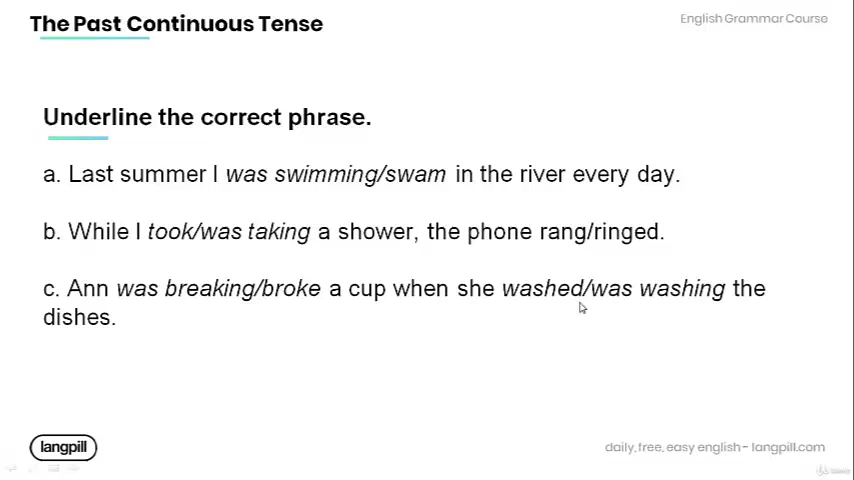 The Past Continuous Tense
English Grammar Course
Underline the correct phrase.
a. Last summer I was swimming/swam in the river every day.
b. While I took/was taking a shower, the phone rang/ringed.
c. Ann was breaking/broke a cup when she washed/was washing the
dishes.
langpill
daily, free, easy english - langpill.com